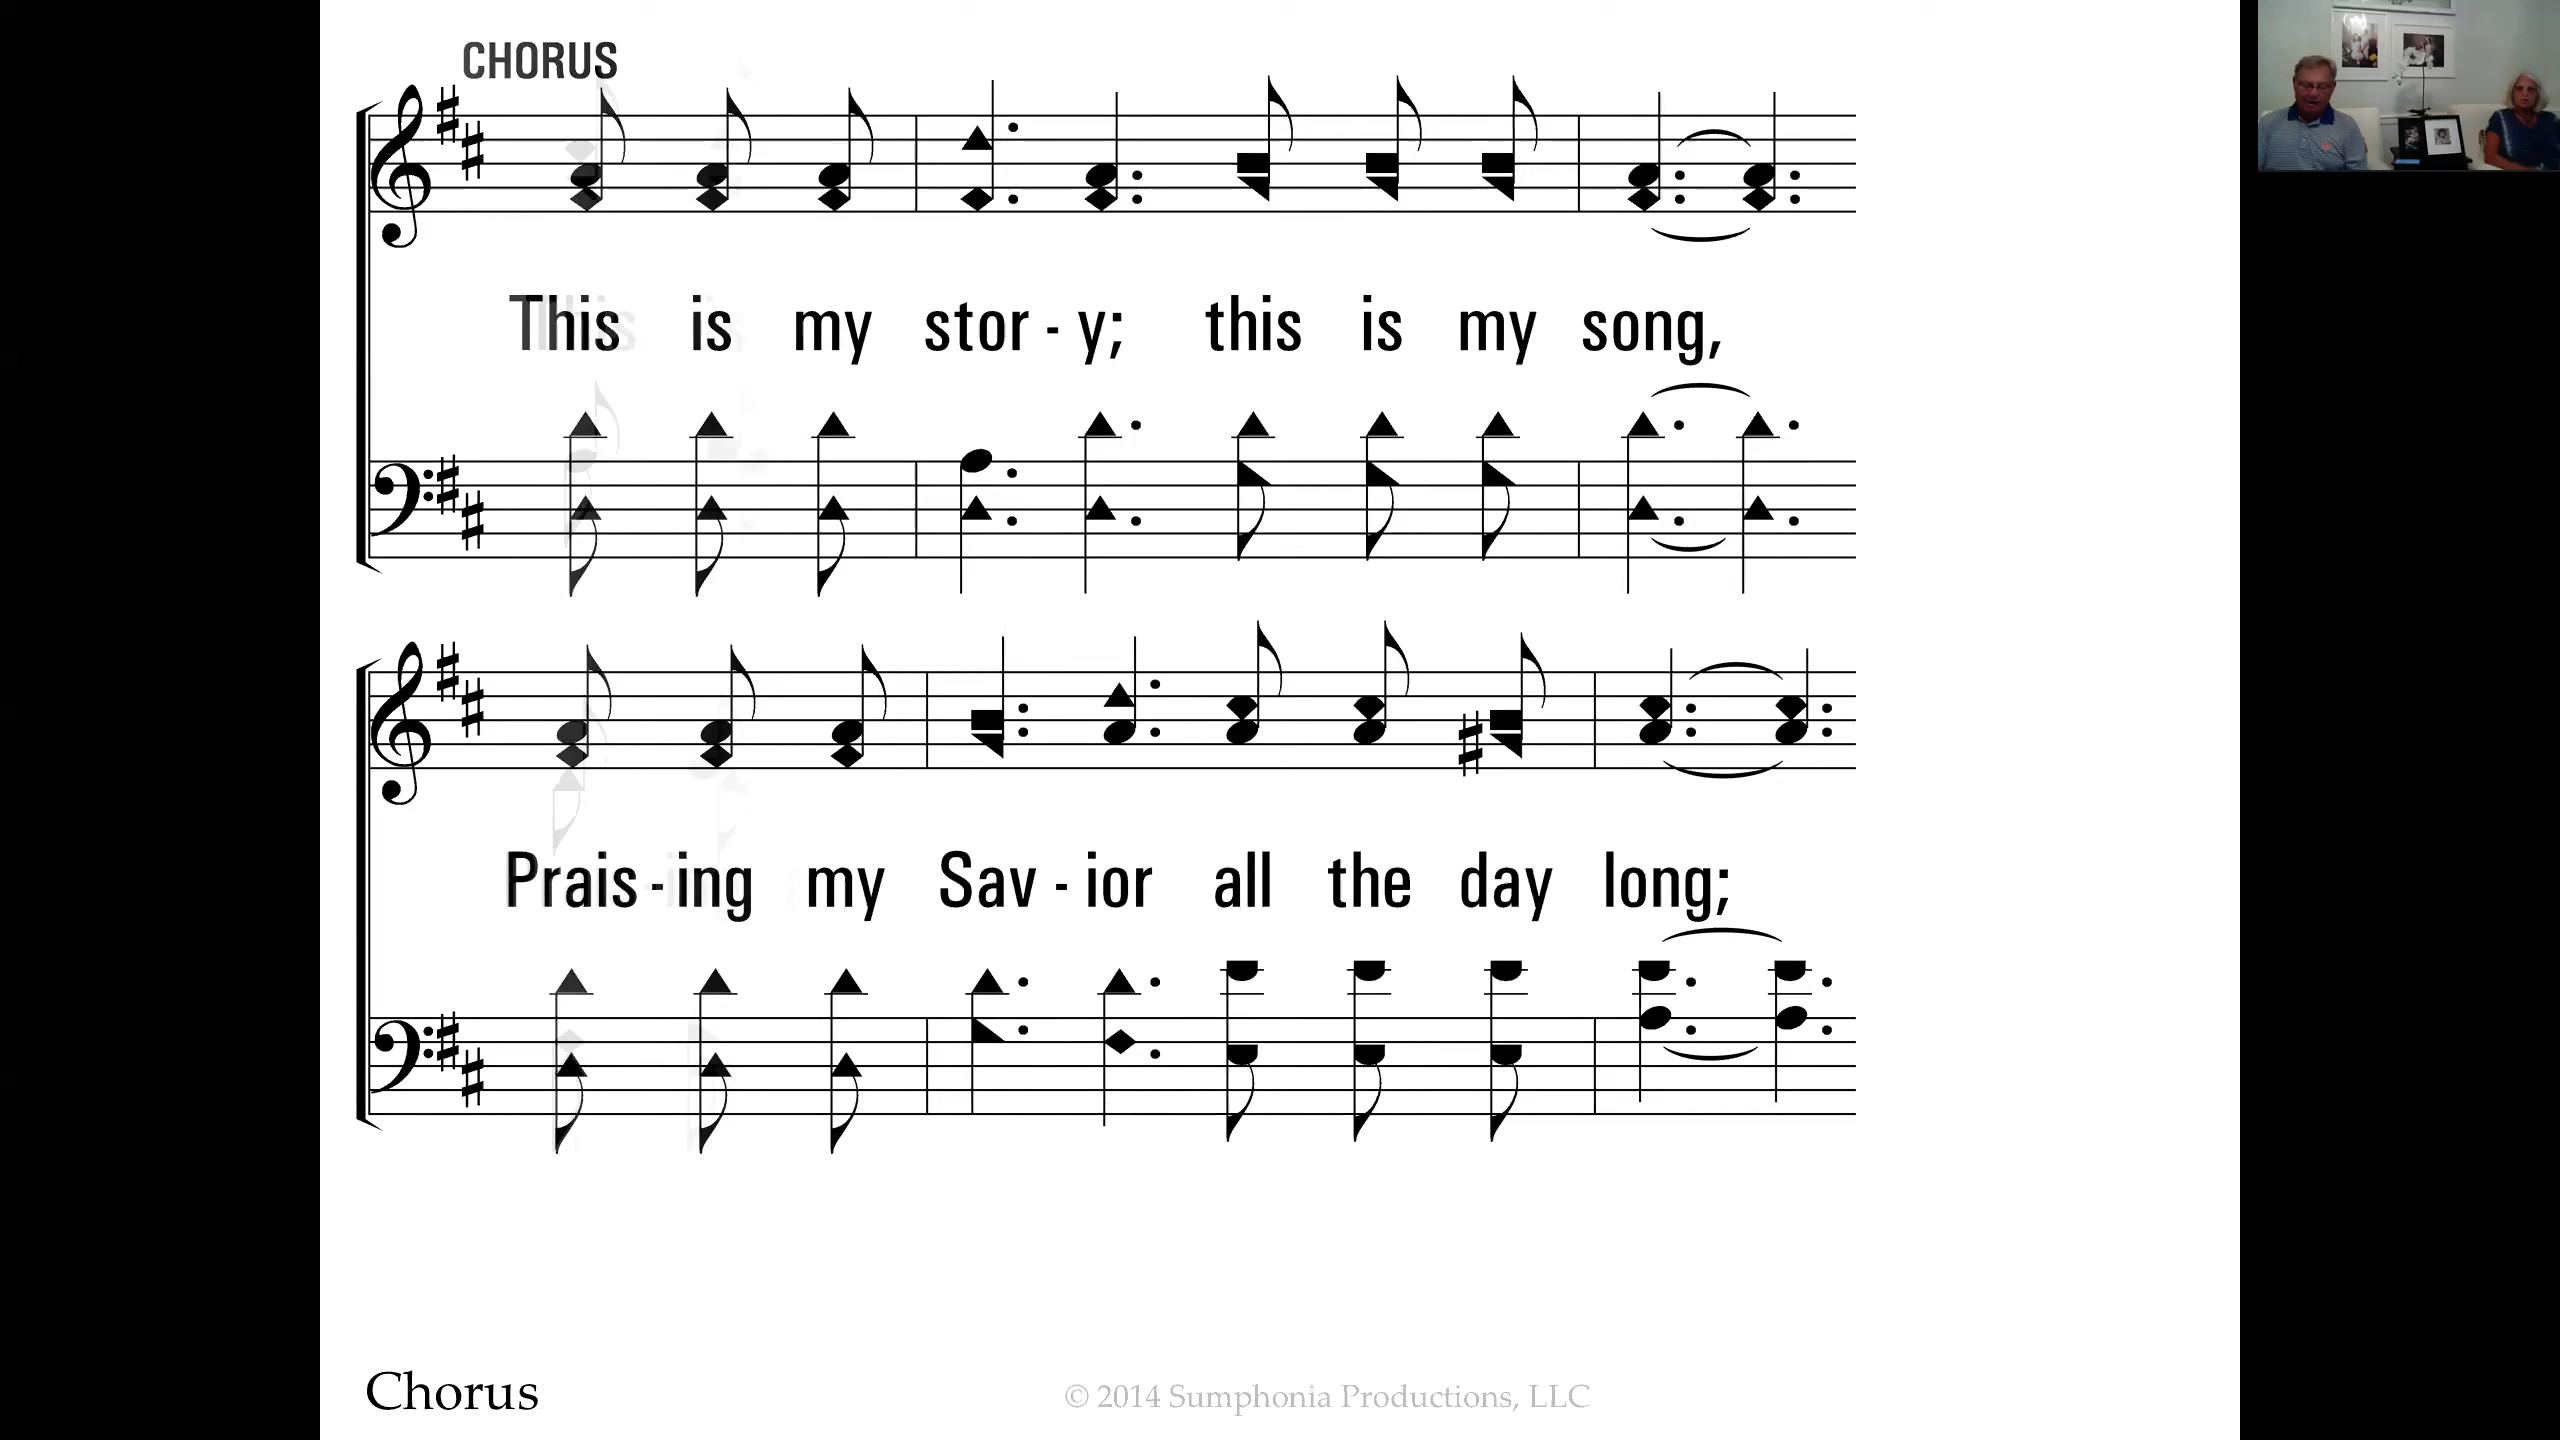 CHORUS
This is my stor - y; this is my song,
Prais - ing my Sav - ior all the day long;
Chorus
© 2014 Sumphonia Productions, LLC